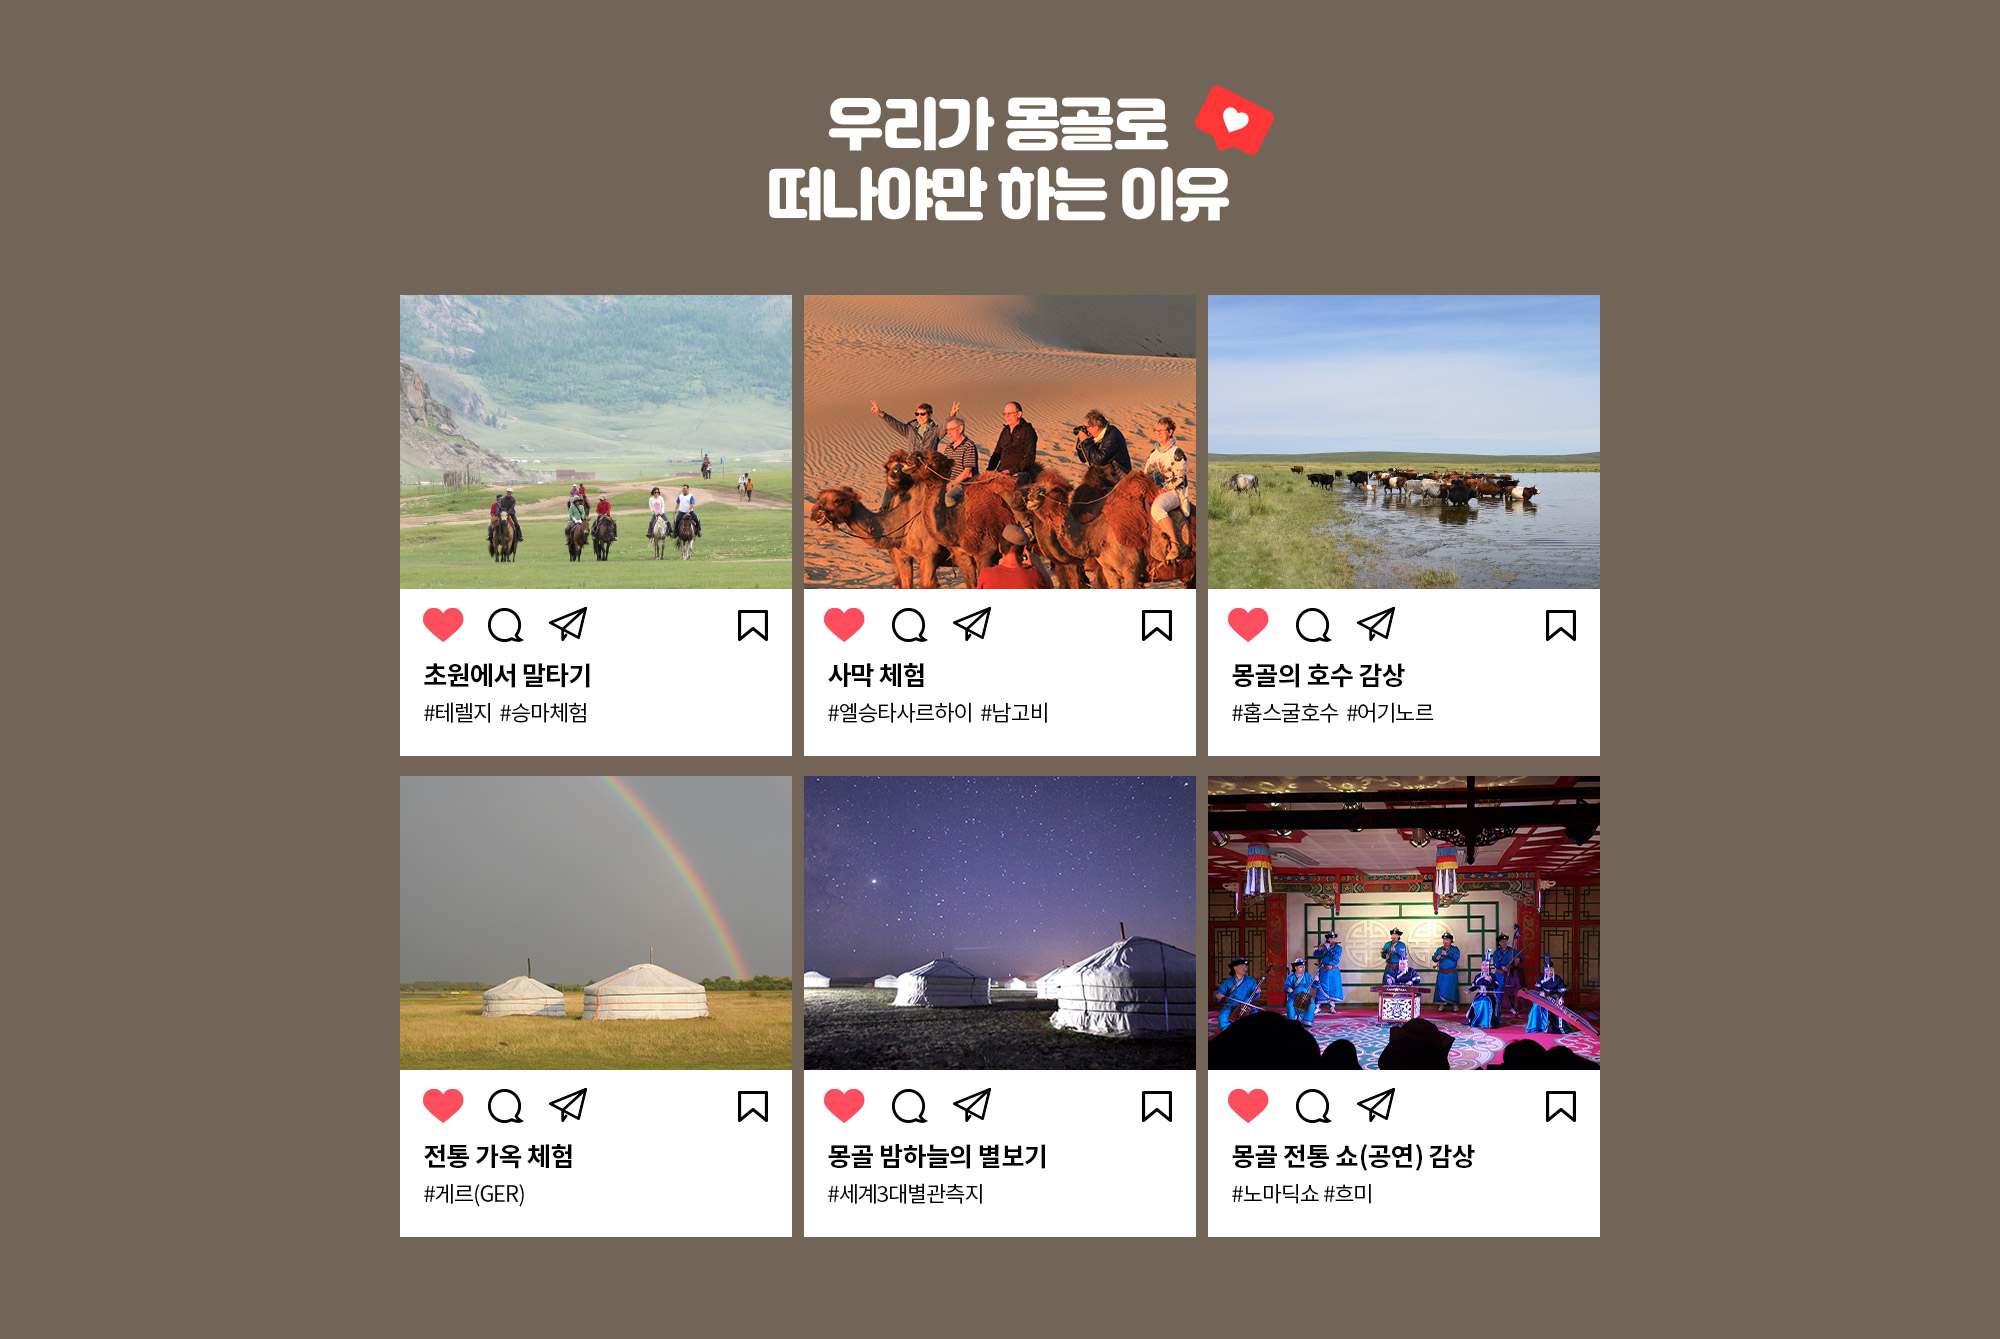 우리가 몽골로
떠나야만 하는 이유
초원에서 말타기
#테렐지 #승마체험
사막 체험
#엘승타사르하이 #남고비
몽골의 호수 감상
#홉스굴호수 #어기노르
전통 가옥 체험
#게르(GER)
몽골 밤하늘의 별보기
#세계3대별관측지
몽골 전통 쇼(공연) 감상
#노마딕쇼 #흐미